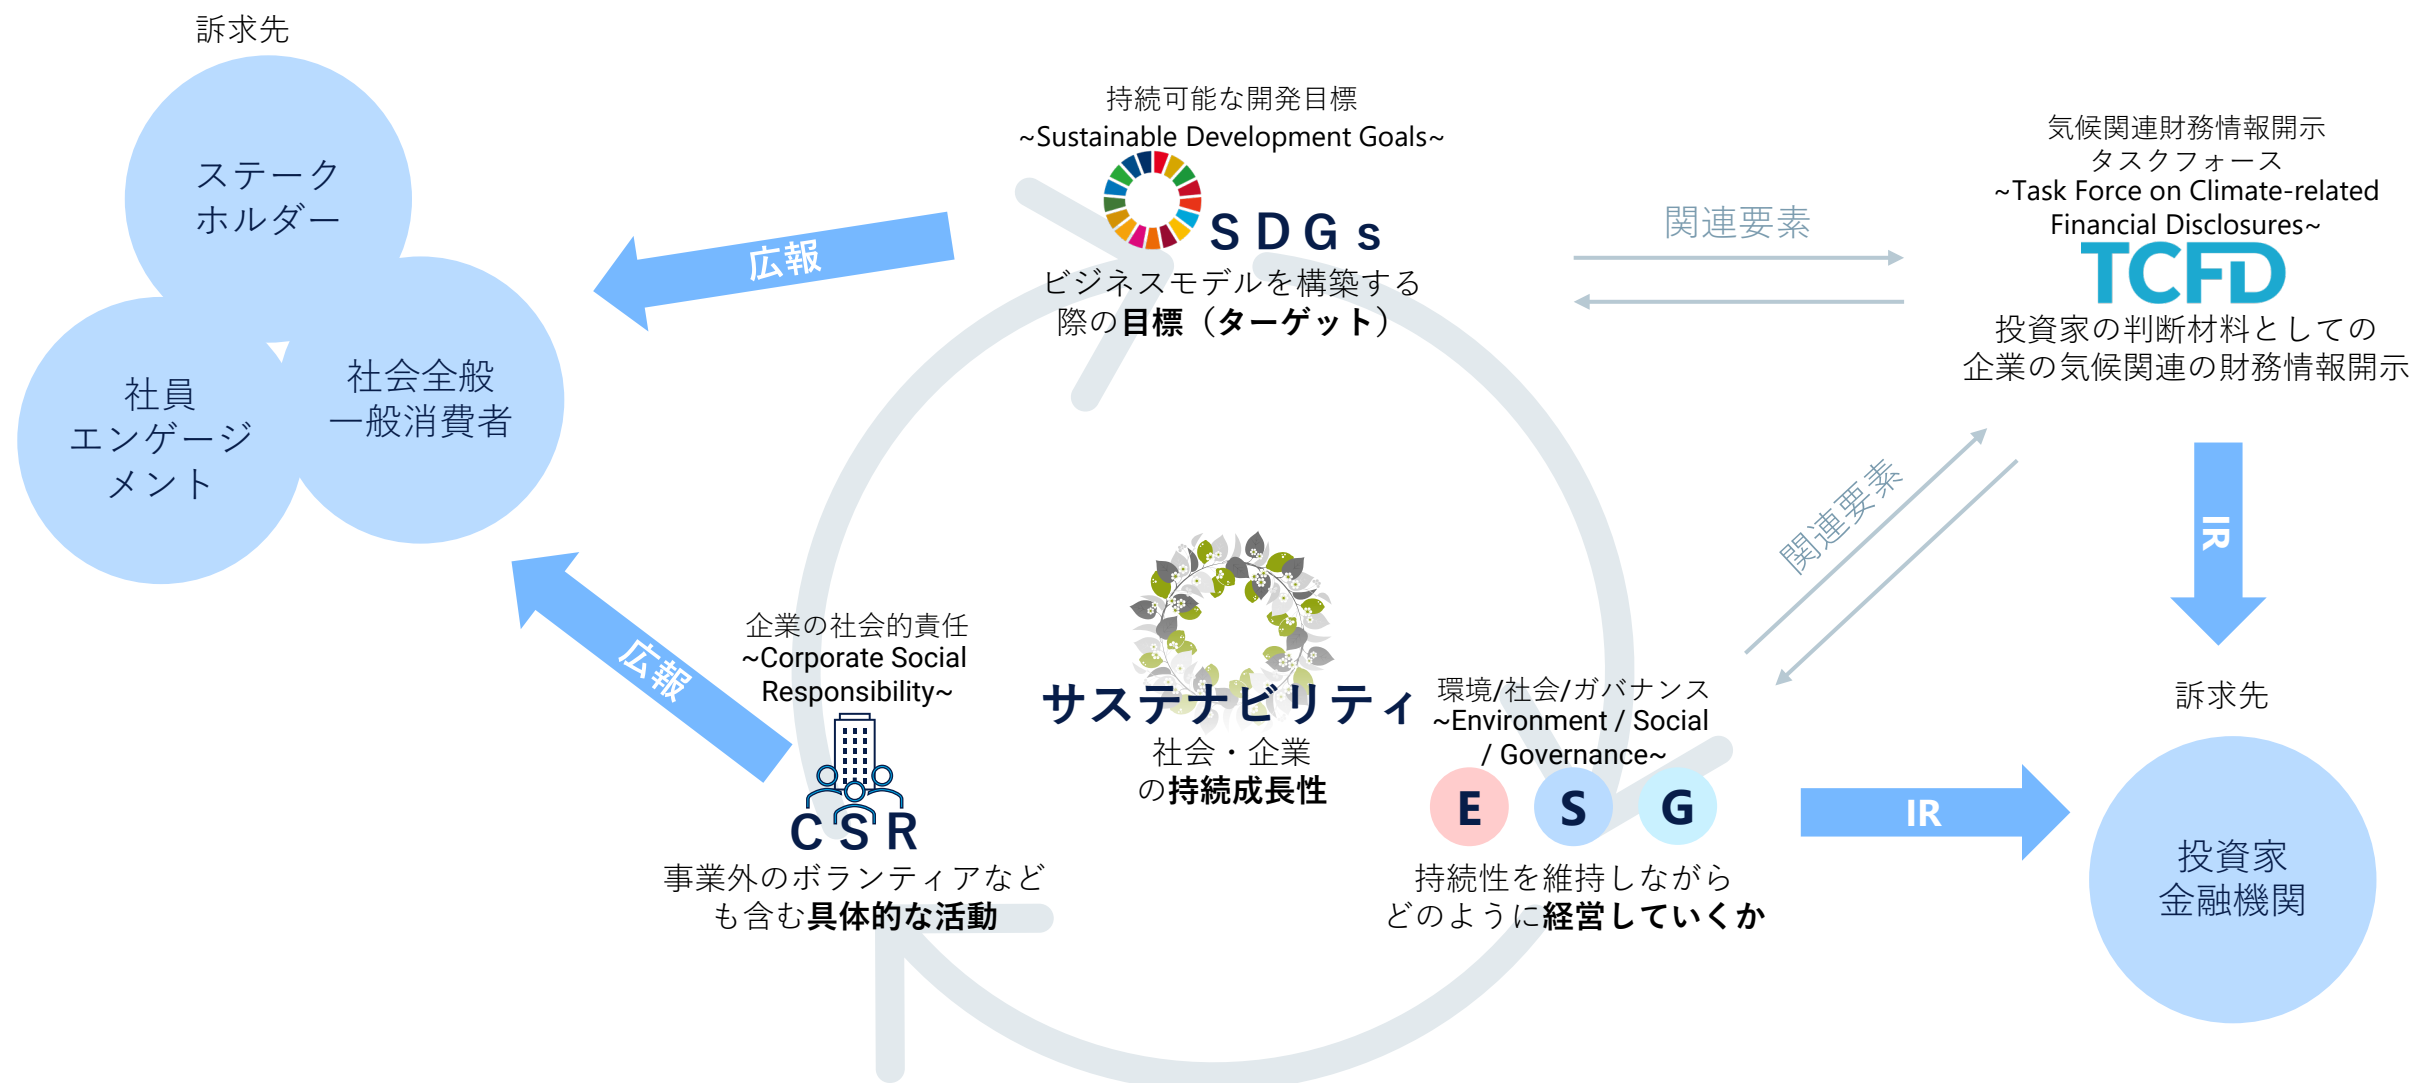 訴求先
ステーク
ホルダー
社員
エンゲージ
メント
社会全般
一般消費者
広報
広報
持続可能な開発目標
~Sustainable Development Goals~
SDGs
ビジネスモデルを構築する
際の目標（ターゲット）
関連要素
気候関連財務情報開示
タスクフォース
~Task Force on Climate-related
Financial Disclosures~
TCFD
投資家の判断材料としての
企業の気候関連の財務情報開示
関連要素
IR
企業の社会的責任
~Corporate Social
Responsibility~
CSR
事業外のボランティアなど
も含む具体的な活動
サステナビリティ
社会・企業
の持続成長性
環境/社会/ガバナンス
~Environment / Social
/ Governance~
E S G
持続性を維持しながら
どのように経営していくか
IR
訴求先
投資家
金融機関